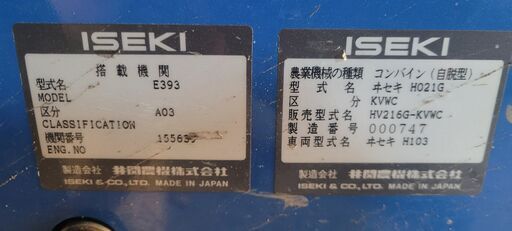 ISEKI
搭載機関
型式名 E393
MODEL
区分 A03
CLASSIFICATION
機関番号
ENG.NO
製造会社 井関農機株式会社
ISEKI & CO.,LTD. MADE IN JAPAN
ISEKI
農業機械の種類 コンバイン(自脱型)
型式名 ヰセキ HO21G
区分 KVWC
販売型式名 HV216G-KVWC
製造番号 000747
車両型式名 ヰセキ H103
製造会社 井関農機株式会社
ISEKI & CO.,LTD. MADE IN JAPAN